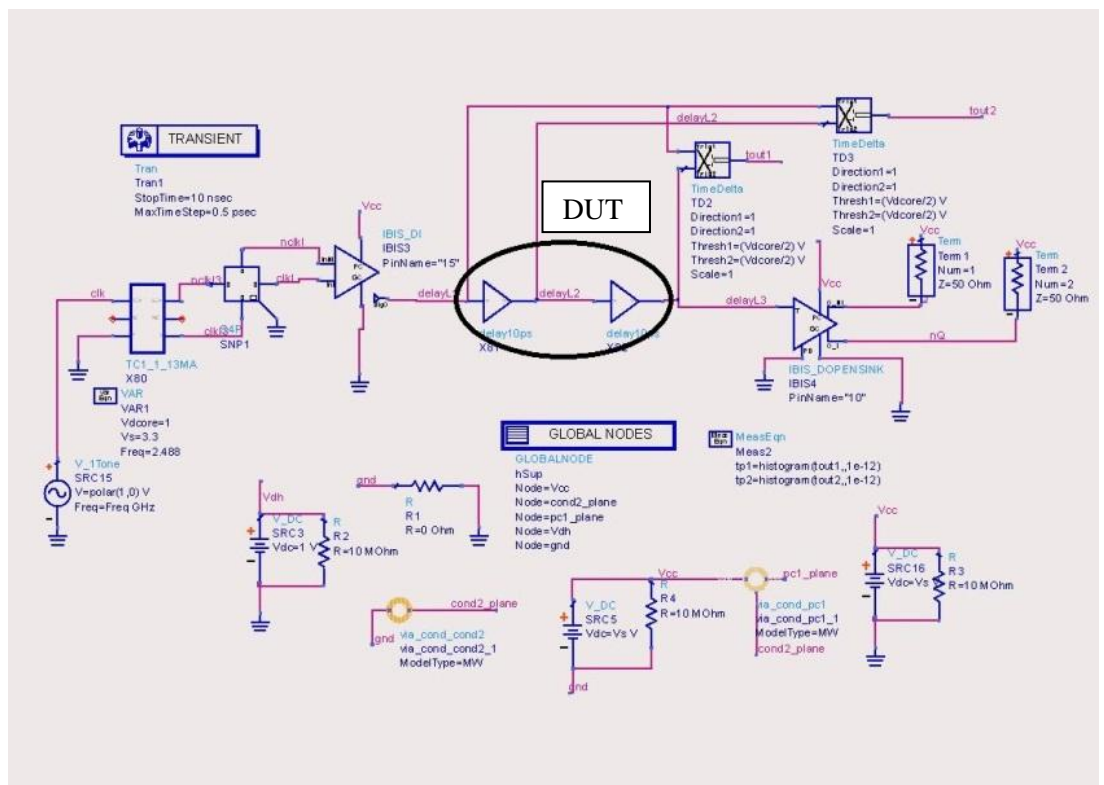 TRANSIENT
Tran
Tran1
StopTime=10 nsec
MaxTimeStep=0.5 psec
delayL2
tout2
TimeDelta
TD3
Direction1=1
Direction2=1
Thresh1=(Vdcore/2) V
Thresh2=(Vdcore/2) V
Scale=1
tout1
TimeDelta
TD2
Direction1=1
Direction2=1
Thresh1=(Vdcore/2) V
Thresh2=(Vdcore/2) V
Scale=1
DUT
Vcc
IBIS_DI
IBIS3
PinName="15"
nclkI
clkI
clk
SNP1
TC1_1_13MA
X80
delayL2
delay10ps
X81
delay10ps
delayL3
Vcc
IBIS_DOPENSINK
IBIS4
PinName="10"
Vcc
Term
Term 1
Num=1
Z=50 Ohm
Vcc
Term
Term 2
Num=2
Z=50 Ohm
nQ
VAR
VAR1
Vdcore=1
Vs=3.3
Freq=2.488
V_1Tone
SRC15
V=polar(1,0) V
Freq=Freq GHz
GLOBAL NODES
GLOBALNODE
hSup
Node=Vcc
Node=cond2_plane
Node=pc1_plane
Node=Vdh
Node=gnd
MeasEqn
Meas2
tp1=histogram(tout1,,1e-12)
tp2=histogram(tout2,,1e-12)
Vdh
V_DC
SRC3
Vdc=1 V
R
R2
R=10 MOhm
gnd
R
R1
R=0 Ohm
cond2_plane
gnd
via_cond_cond2
via_cond_cond2_1
ModelType=MW
V_DC
SRC5
Vdc=Vs V
Vcc
R
R4
R=10 MOhm
gnd
pc1_plane
via_cond_pc1
via_cond_pc1_1
ModelType=MW
cond2_plane
Vcc
V_DC
SRC16
Vdc=Vs V
R
R3
R=10 MOhm